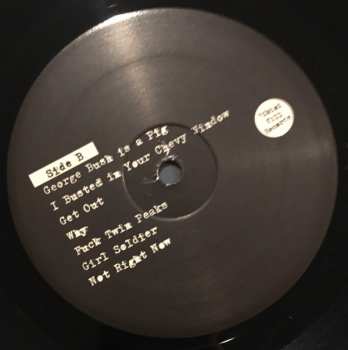 Side B
George Bush is a Pig
I Busted in Your Chevy Window
Get Out
Why
Fuck Twin Peaks
Girl Soldier
Not Right Now
Records